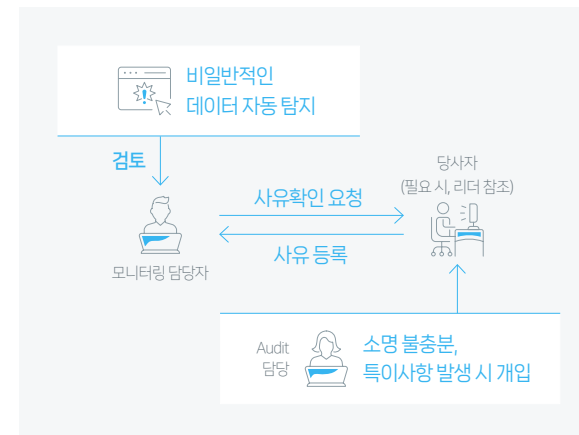 비일반적인
데이터 자동 탐지
검토
당사자
(필요 시, 리더 참조)
사유확인 요청
사유 등록
모니터링 담당자
Audit
담당
소명 불충분,
특이사항 발생 시 개입